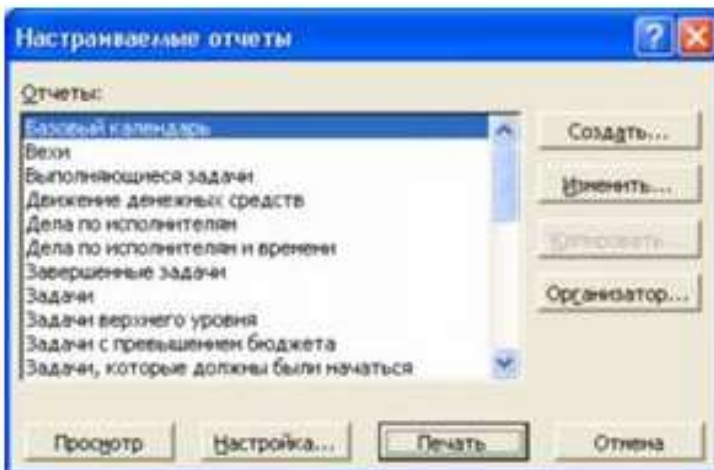 Настраиваемые отчеты
Отчеты:
Базовый календарь
Вехи
Выполняющиеся задачи
Движение денежных средств
Дела по исполнителям
Дела по исполнителям и времени
Завершенные задачи
Задачи
Задачи верхнего уровня
Задачи с превышением бюджета
Задачи, которые должны были начаться
Создать...
Изменить...
Копировать...
Организатор...
Просмотр
Настройка...
Печать
Отмена